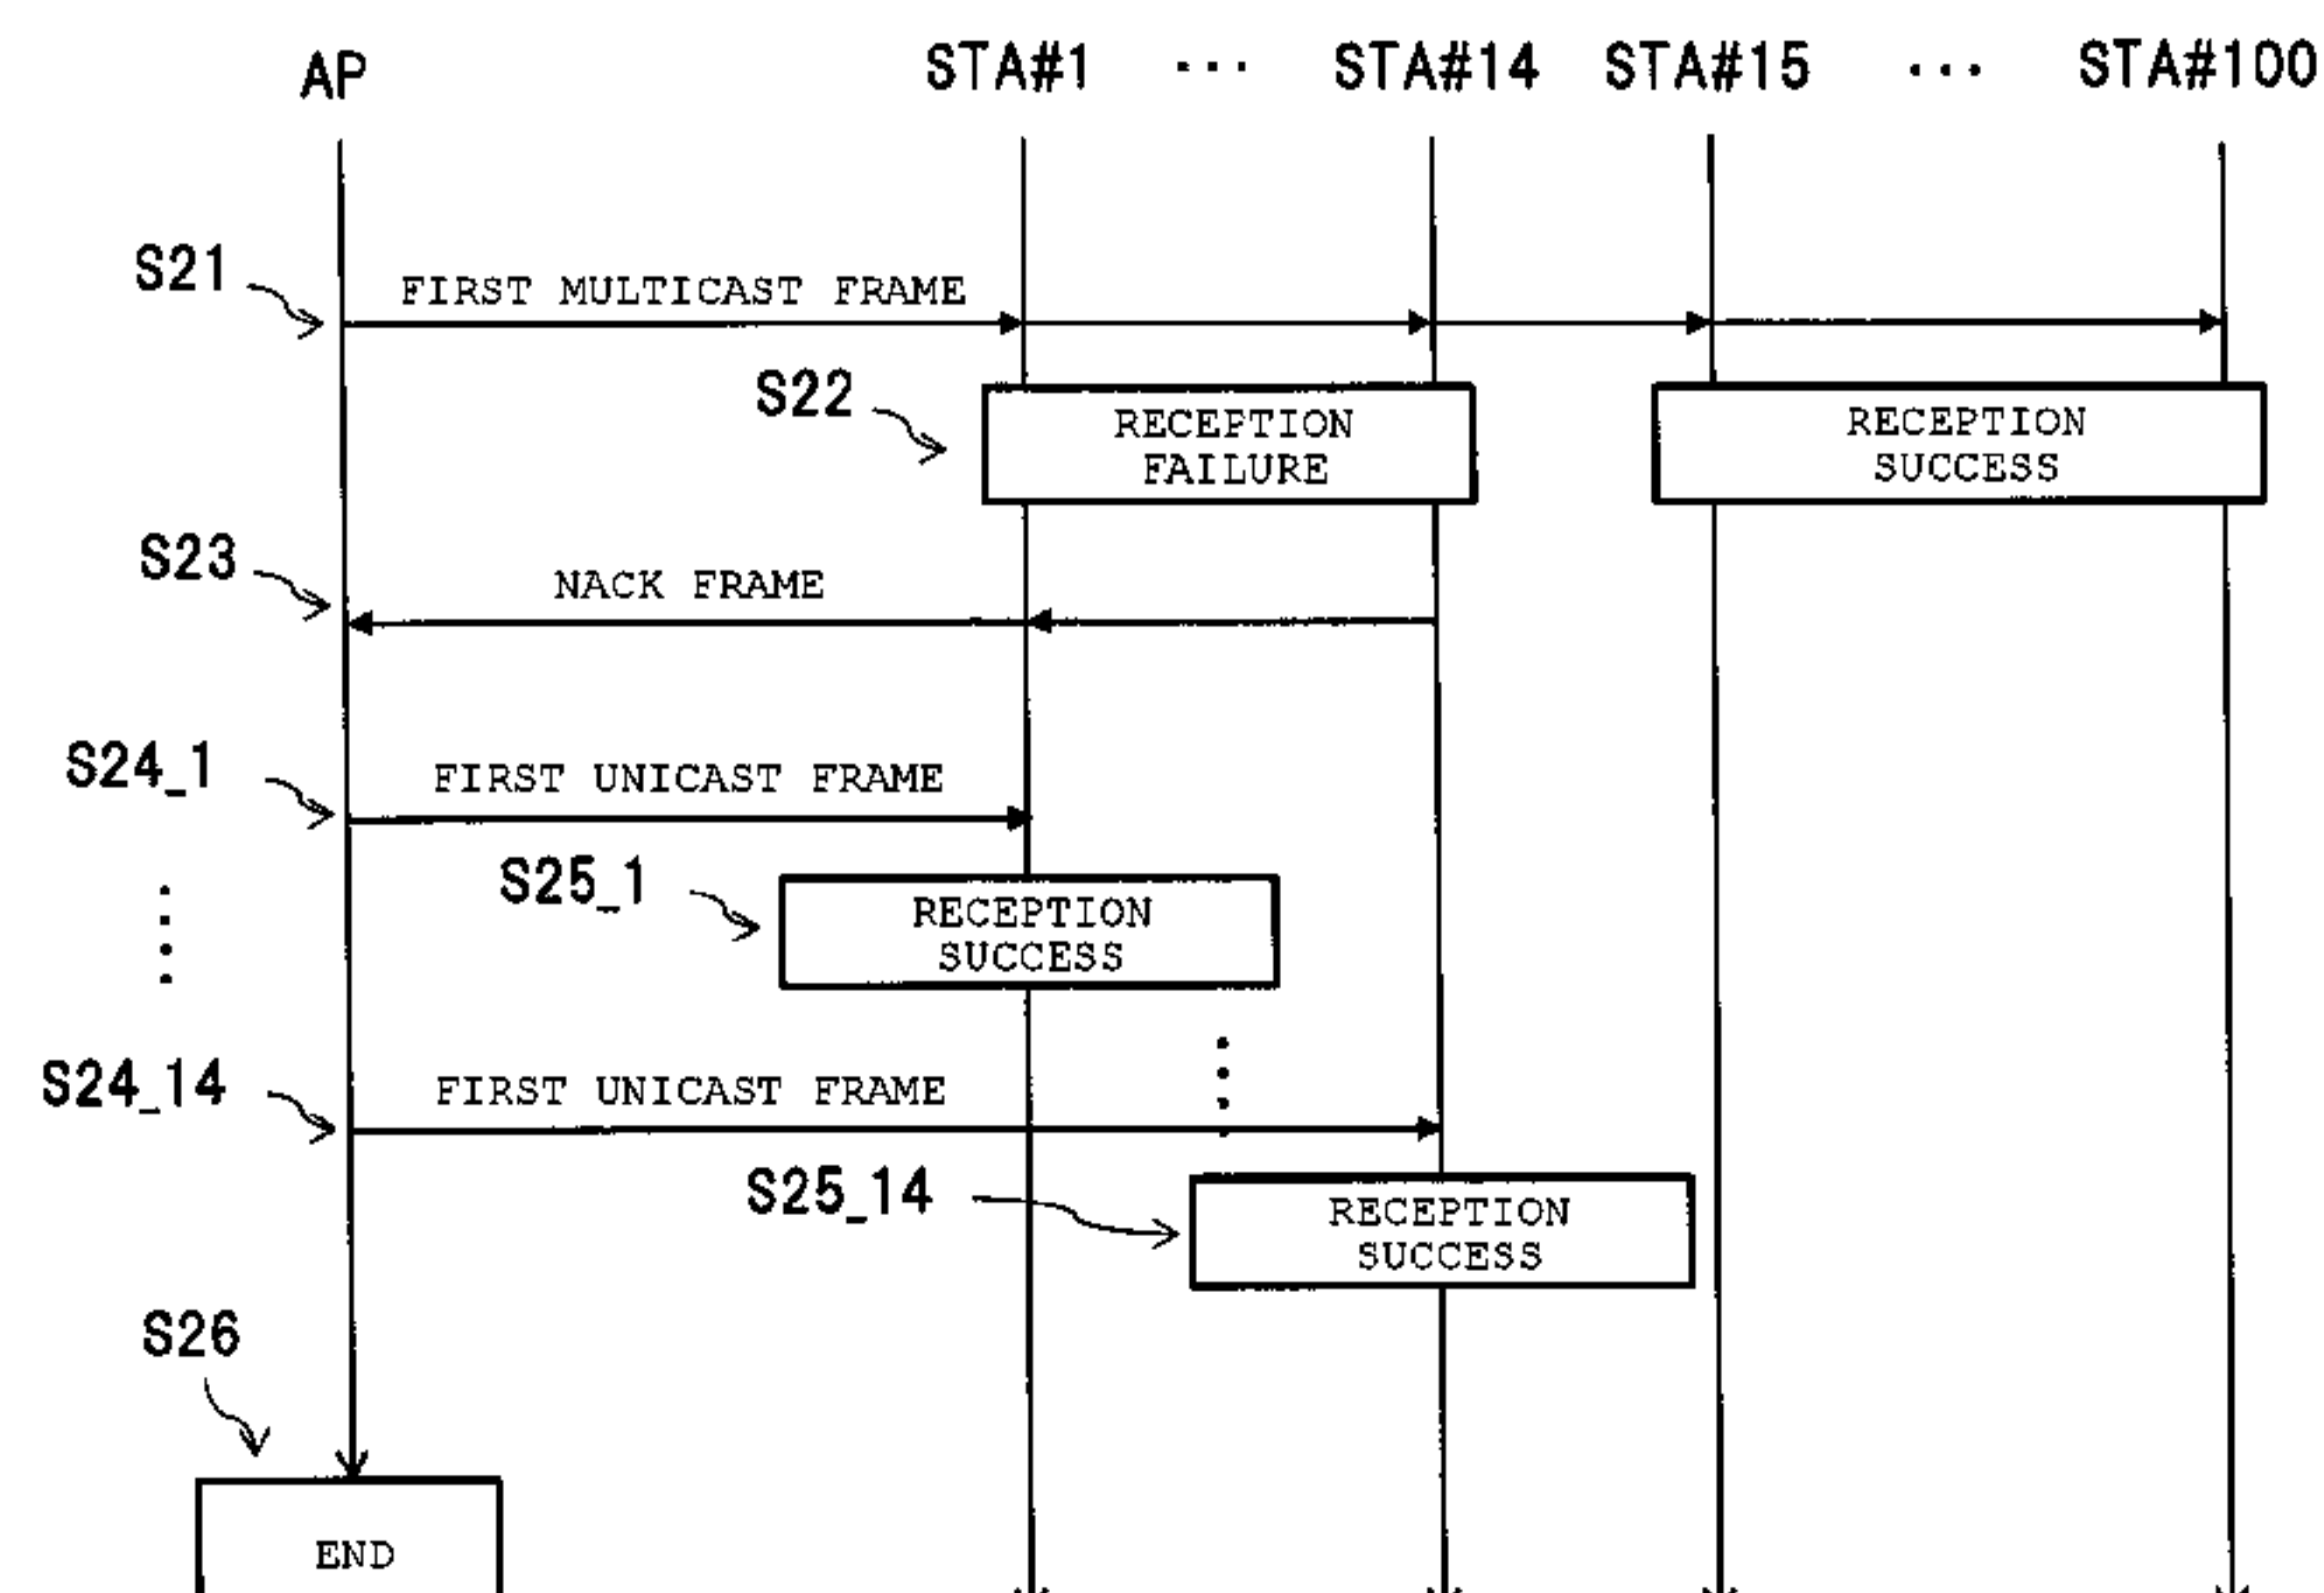 AP STA#1 ... STA#14 STA#15 ... STA#100
S21
FIRST MULTICAST FRAME
S22
RECEPTION
FAILURE
RECEPTION
SUCCESS
S23
NACK FRAME
S24_1
FIRST UNICAST FRAME
S25_1
RECEPTION
SUCCESS
S24_14
FIRST UNICAST FRAME
S25_14
RECEPTION
SUCCESS
S26
END